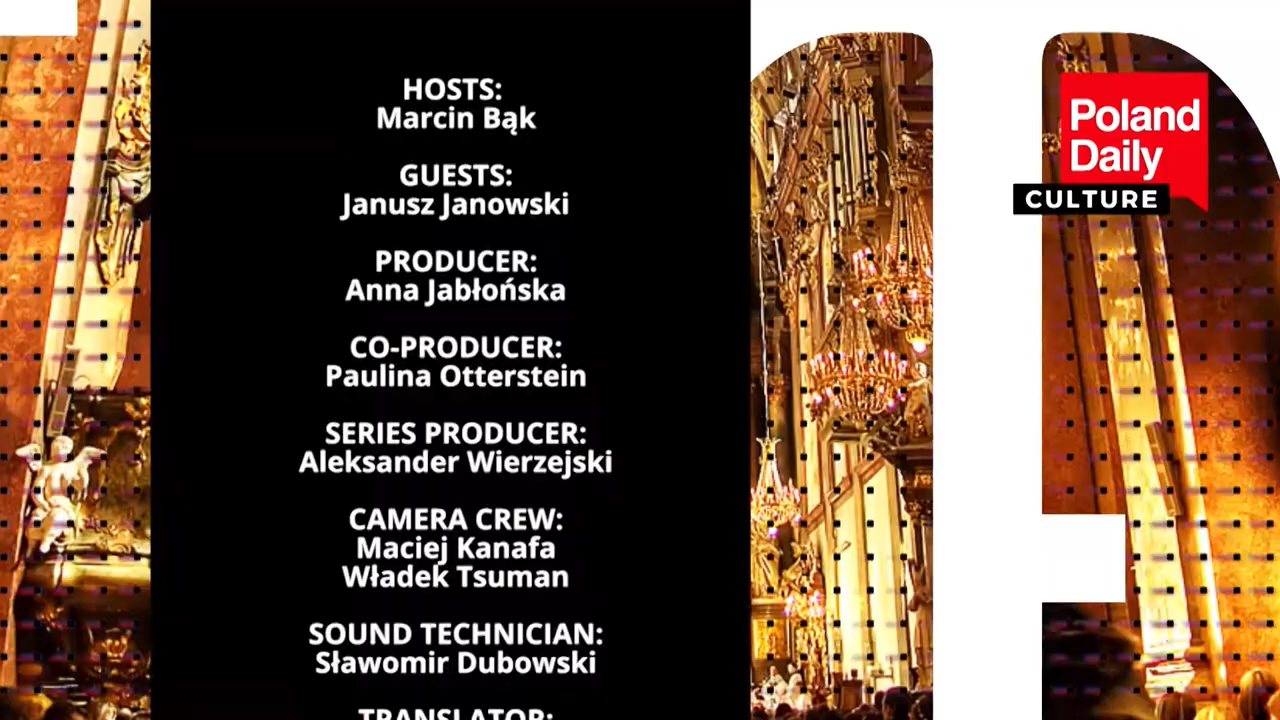 HOSTS:
Marcin Bąk
GUESTS:
Janusz Janowski
PRODUCER:
Anna Jabłońska
CO-PRODUCER:
Paulina Otterstein
SERIES PRODUCER:
Aleksander Wierzejski
CAMERA CREW:
Maciej Kanafa
Władek Tsuman
SOUND TECHNICIAN:
Sławomir Dubowski
TRANSLATOR:
Poland
Daily
CULTURE